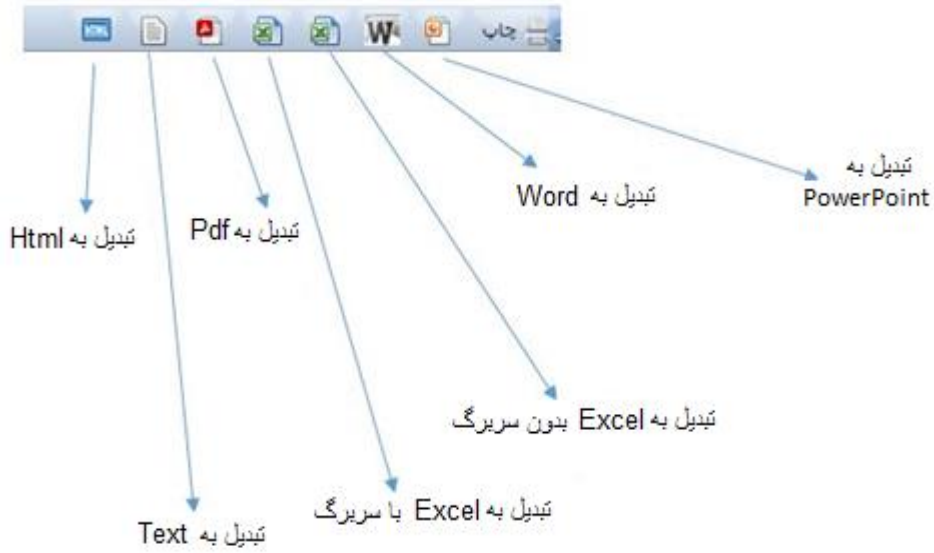 چاپ
HTML
W
تبدیل به
PowerPoint
تبدیل به Word
تبدیل به Pdf
تبدیل به Html
تبدیل به Excel بدون سربرگ
تبدیل به Excel با سربرگ
تبدیل به Text